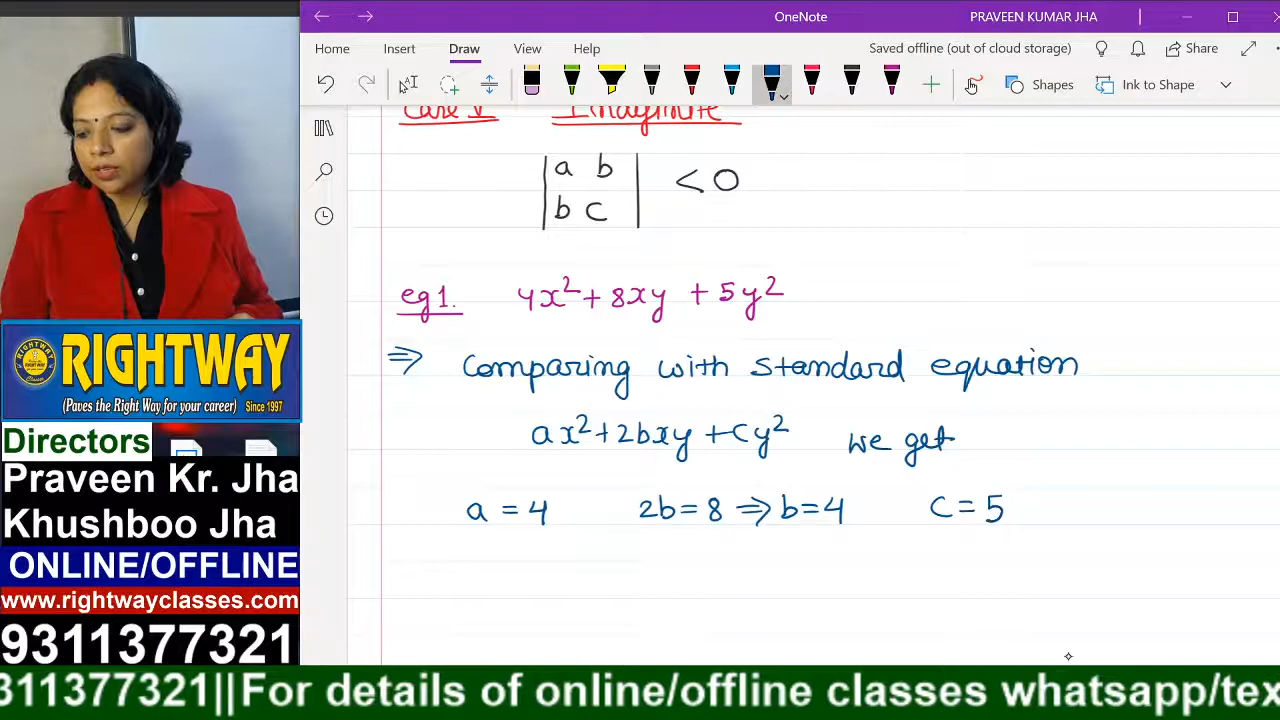 OneNote
PRAVEEN KUMAR JHA
Home Insert Draw View Help
Saved offline (out of cloud storage)
Share
Shapes
Ink to Shape
Case V Indefinite
| a b |
| b c | < 0
eg1. 4x² + 8xy + 5y²
⇒ Comparing with standard equation
ax² + 2bxy + cy² we get
a = 4 2b = 8 ⇒ b = 4 c = 5
RIGHTWAY
(Paves the Right Way for your career) Since 1997
Directors
Praveen Kr. Jha
Khushboo Jha
ONLINE/OFFLINE
www.rightwayclasses.com
9311377321
311377321||For details of online/offline classes whatsapp/tex